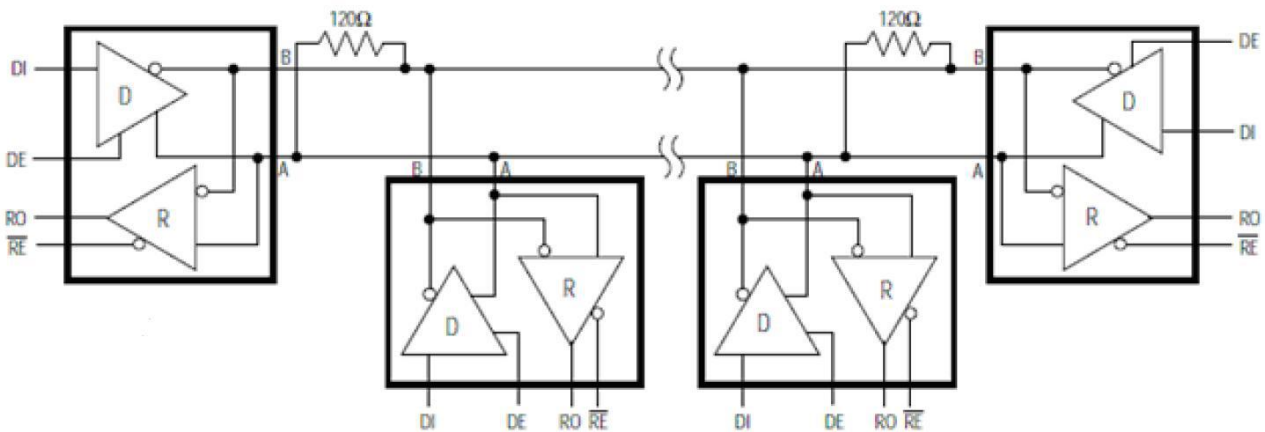 120Ω 120Ω
DE
DI B B
D D
DI
DE
A B A B A A
RO R R RO
RE RE
R R
D D
DI DE RO RE DI DE RO RE